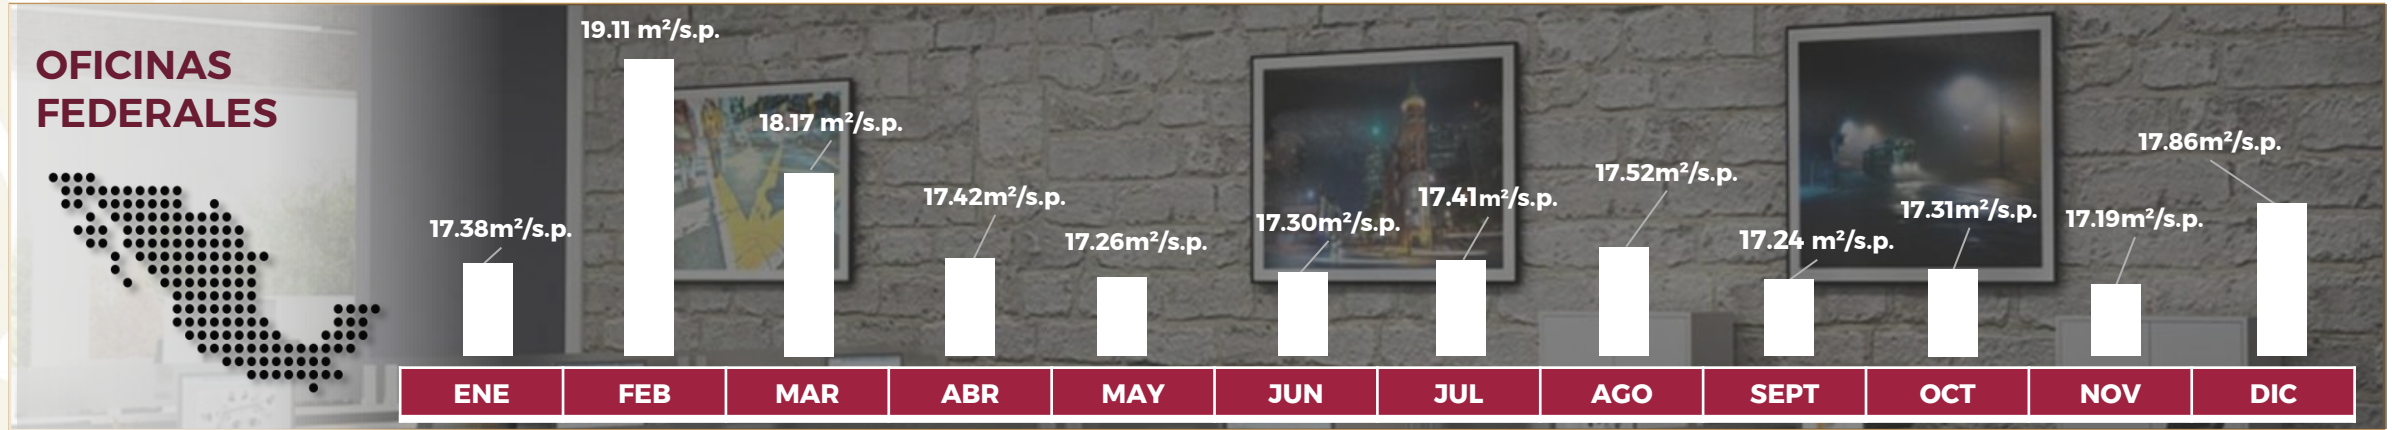 OFICINAS
FEDERALES
17.38m²/s.p.
19.11 m²/s.p.
18.17 m²/s.p.
17.42m²/s.p.
17.26m²/s.p.
17.30m²/s.p.
17.41m²/s.p.
17.52m²/s.p.
17.24 m²/s.p.
17.31m²/s.p.
17.19m²/s.p.
17.86m²/s.p.
ENE FEB MAR ABR MAY JUN JUL AGO SEPT OCT NOV DIC